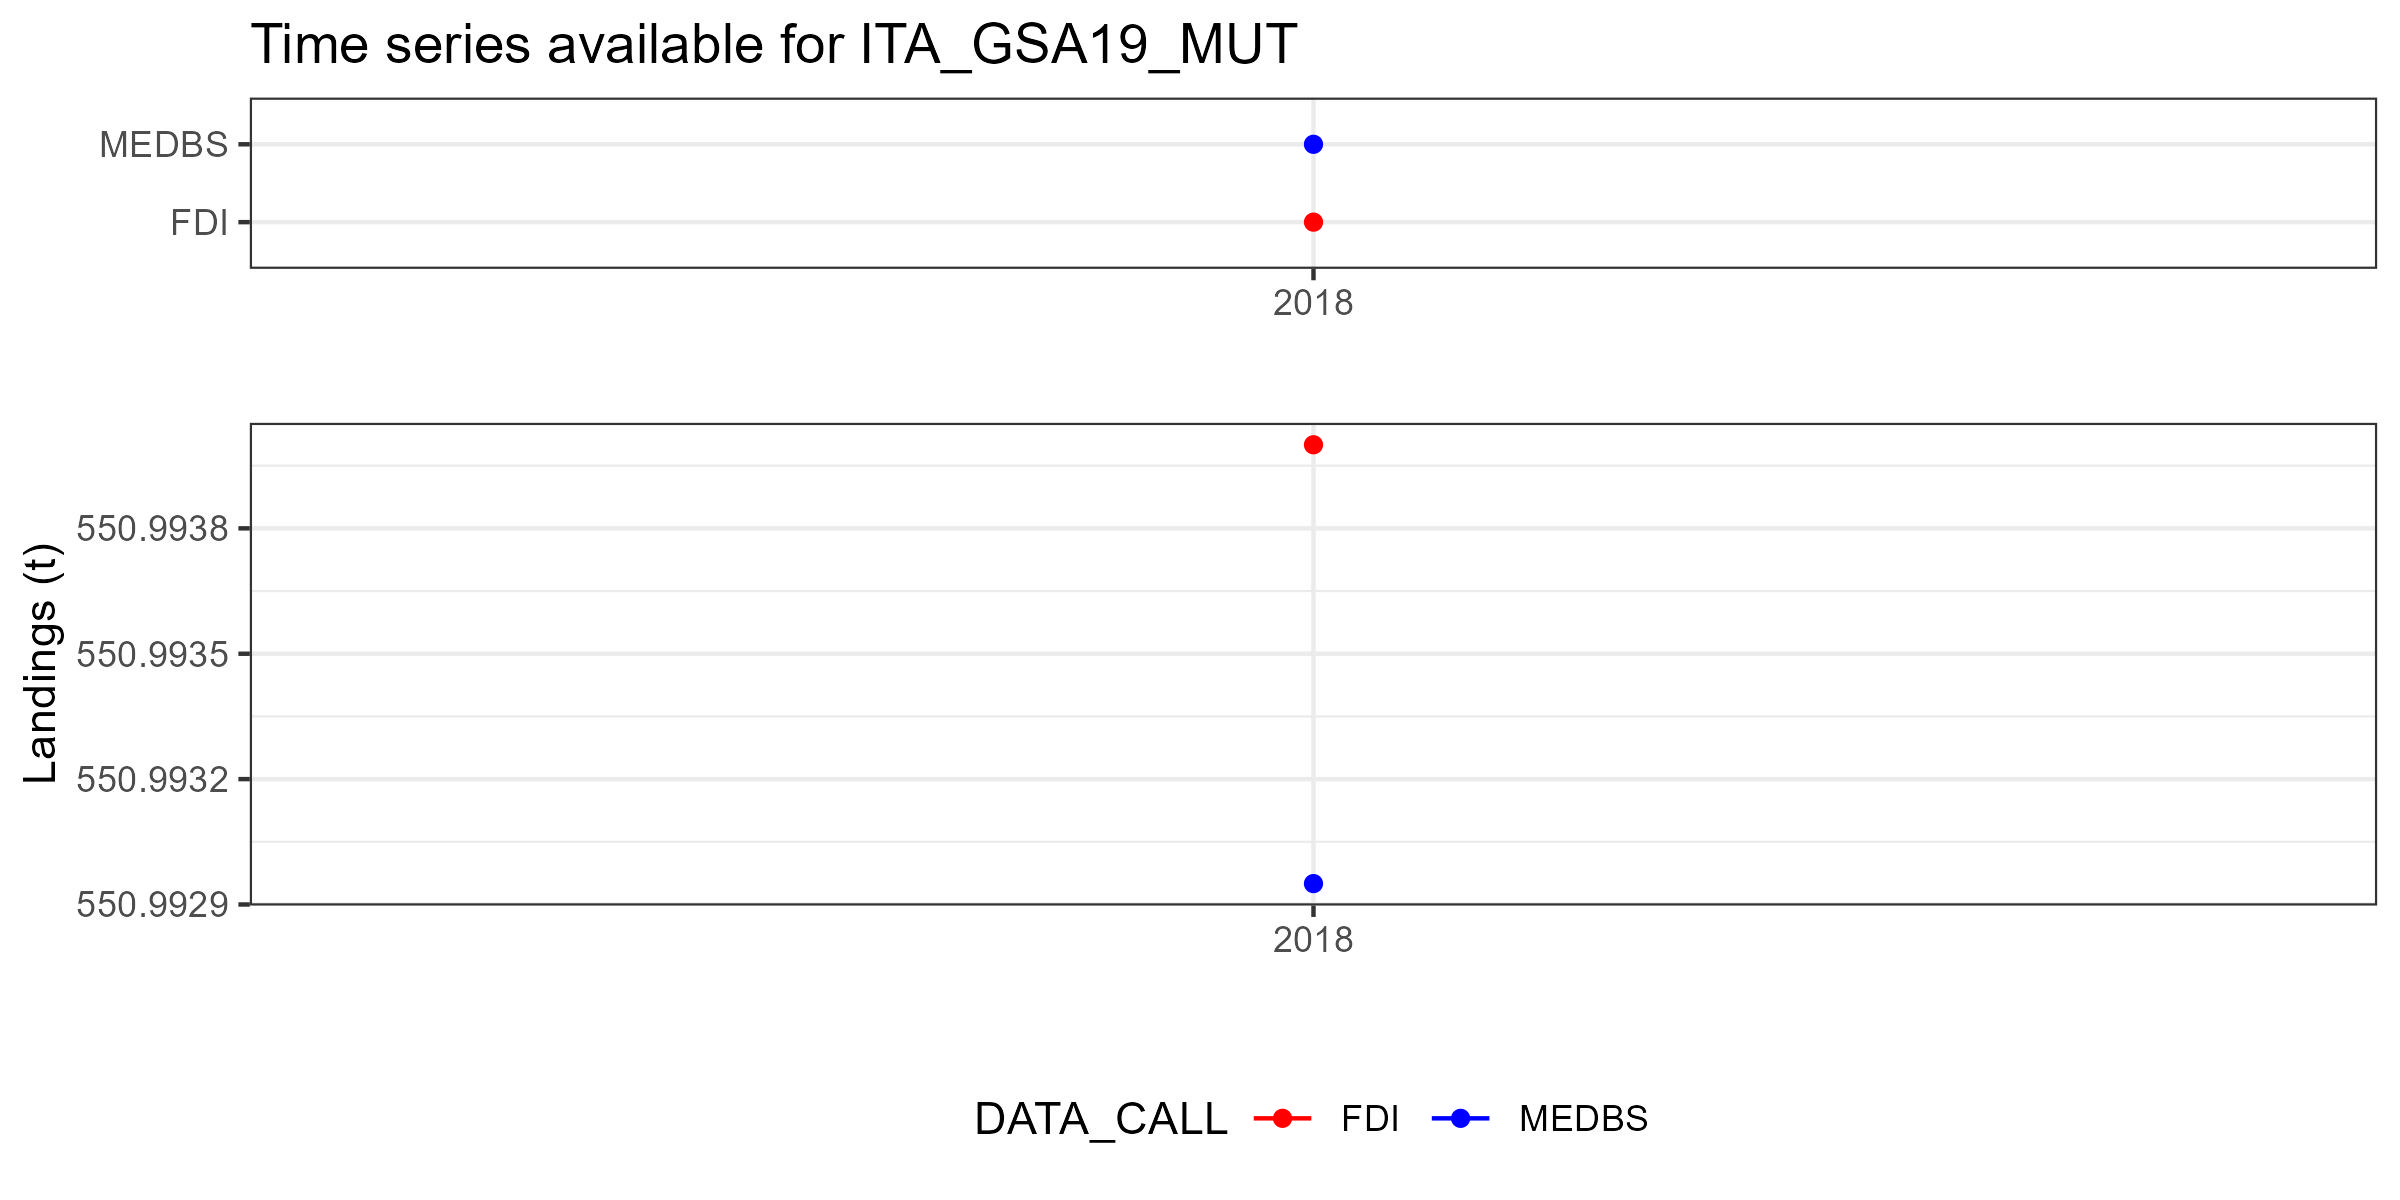 Time series available for ITA_GSA19_MUT
MEDBS
FDI
2018
Landings (t)
550.9938
550.9935
550.9932
550.9929
2018
DATA_CALL FDI MEDBS